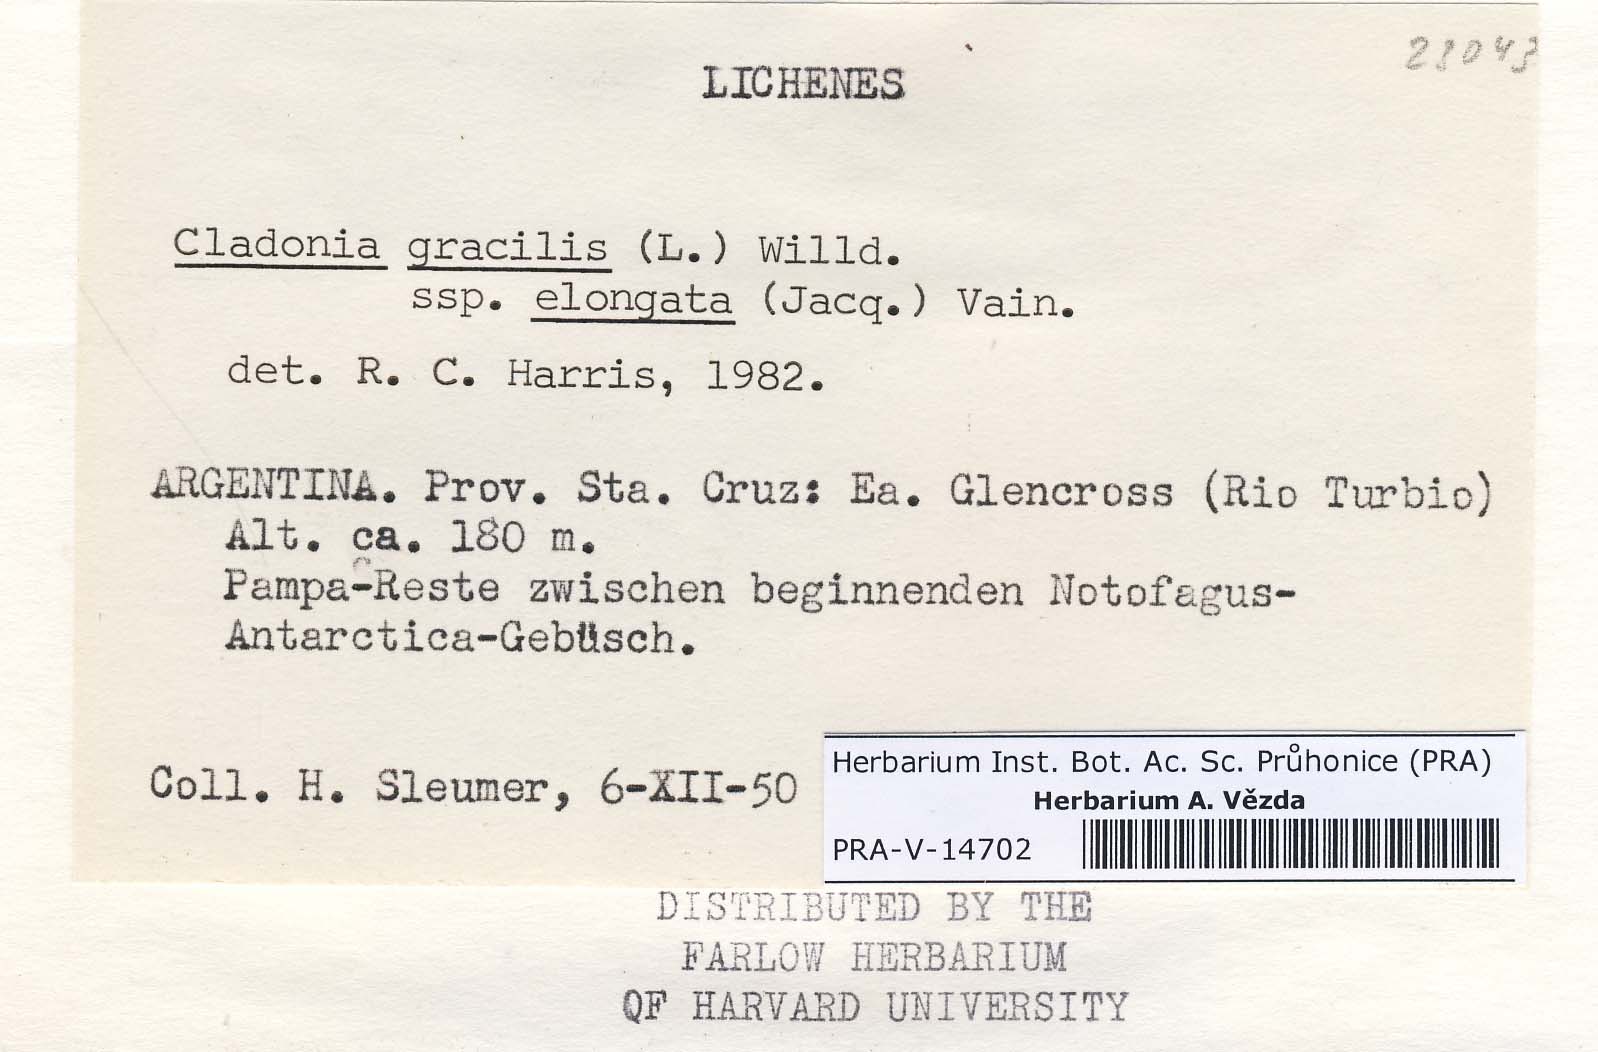 28043
LICHENES
Cladonia gracilis (L.) Willd.
ssp. elongata (Jacq.) Vain.
det. R. C. Harris, 1982.
ARGENTINA. Prov. Sta. Cruz: Ea. Glencross (Rio Turbio)
Alt. ca. 180 m.
Pampa-Reste zwischen beginnenden Notofagus-
Antarctica-Gebüsch.
Coll. H. Sleumer, 6-XII-50
Herbarium Inst. Bot. Ac. Sc. Průhonice (PRA)
Herbarium A. Vězda
PRA-V-14702
DISTRIBUTED BY THE
FARLOW HERBARIUM
OF HARVARD UNIVERSITY